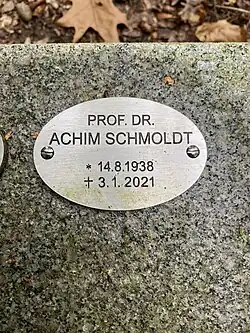 PROF. DR.
ACHIM SCHMOLDT
* 14.8.1938
† 3.1.2021